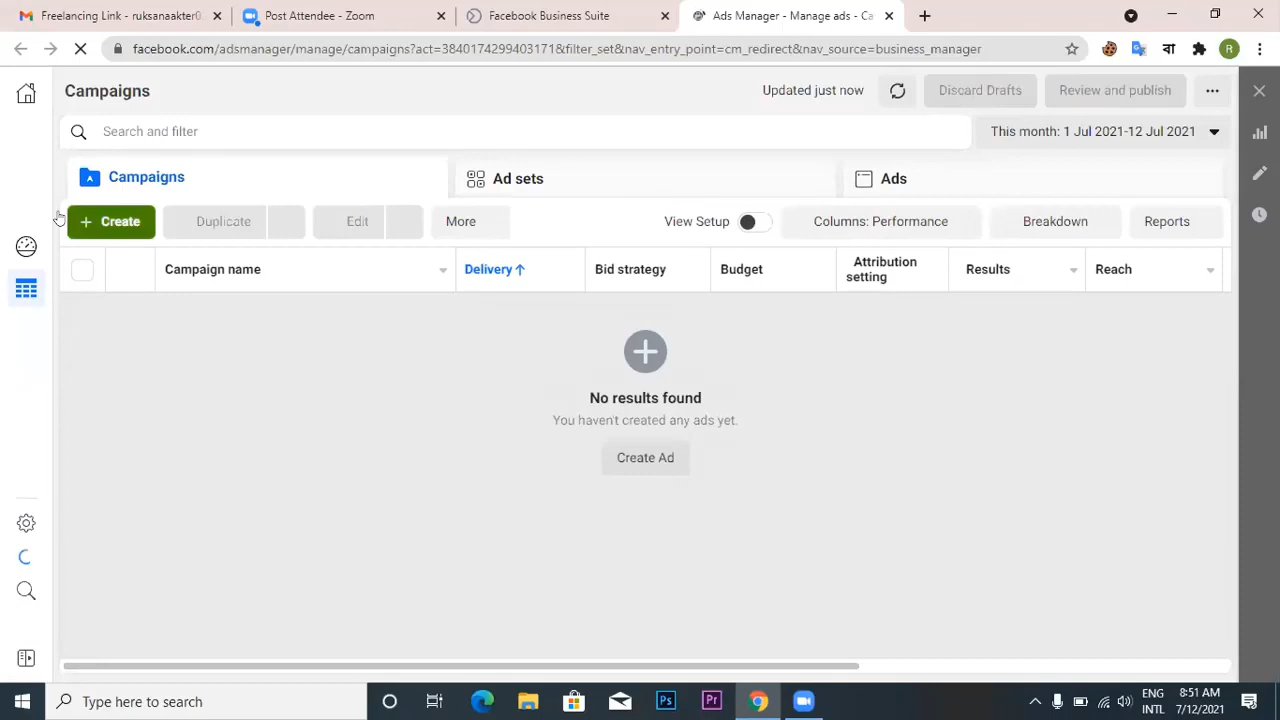 Freelancing Link - ruksanaakter0
Post Attendee - Zoom
Facebook Business Suite
Ads Manager - Manage ads - Ca
facebook.com/adsmanager/manage/campaigns?act=384017429940317​1&filter_set&nav_entry_point=cm_redirect&nav_source=business_manager
বা
R
Campaigns
Updated just now
Discard Drafts
Review and publish
Search and filter
This month: 1 Jul 2021-12 Jul 2021
Campaigns
Ad sets
Ads
+ Create
Duplicate
Edit
More
View Setup
Columns: Performance
Breakdown
Reports
Campaign name
Delivery↑
Bid strategy
Budget
Attribution
setting
Results
Reach
No results found
You haven't created any ads yet.
Create Ad
Type here to search
Ps
Pr
ENG
INTL
8:51 AM
7/12/2021